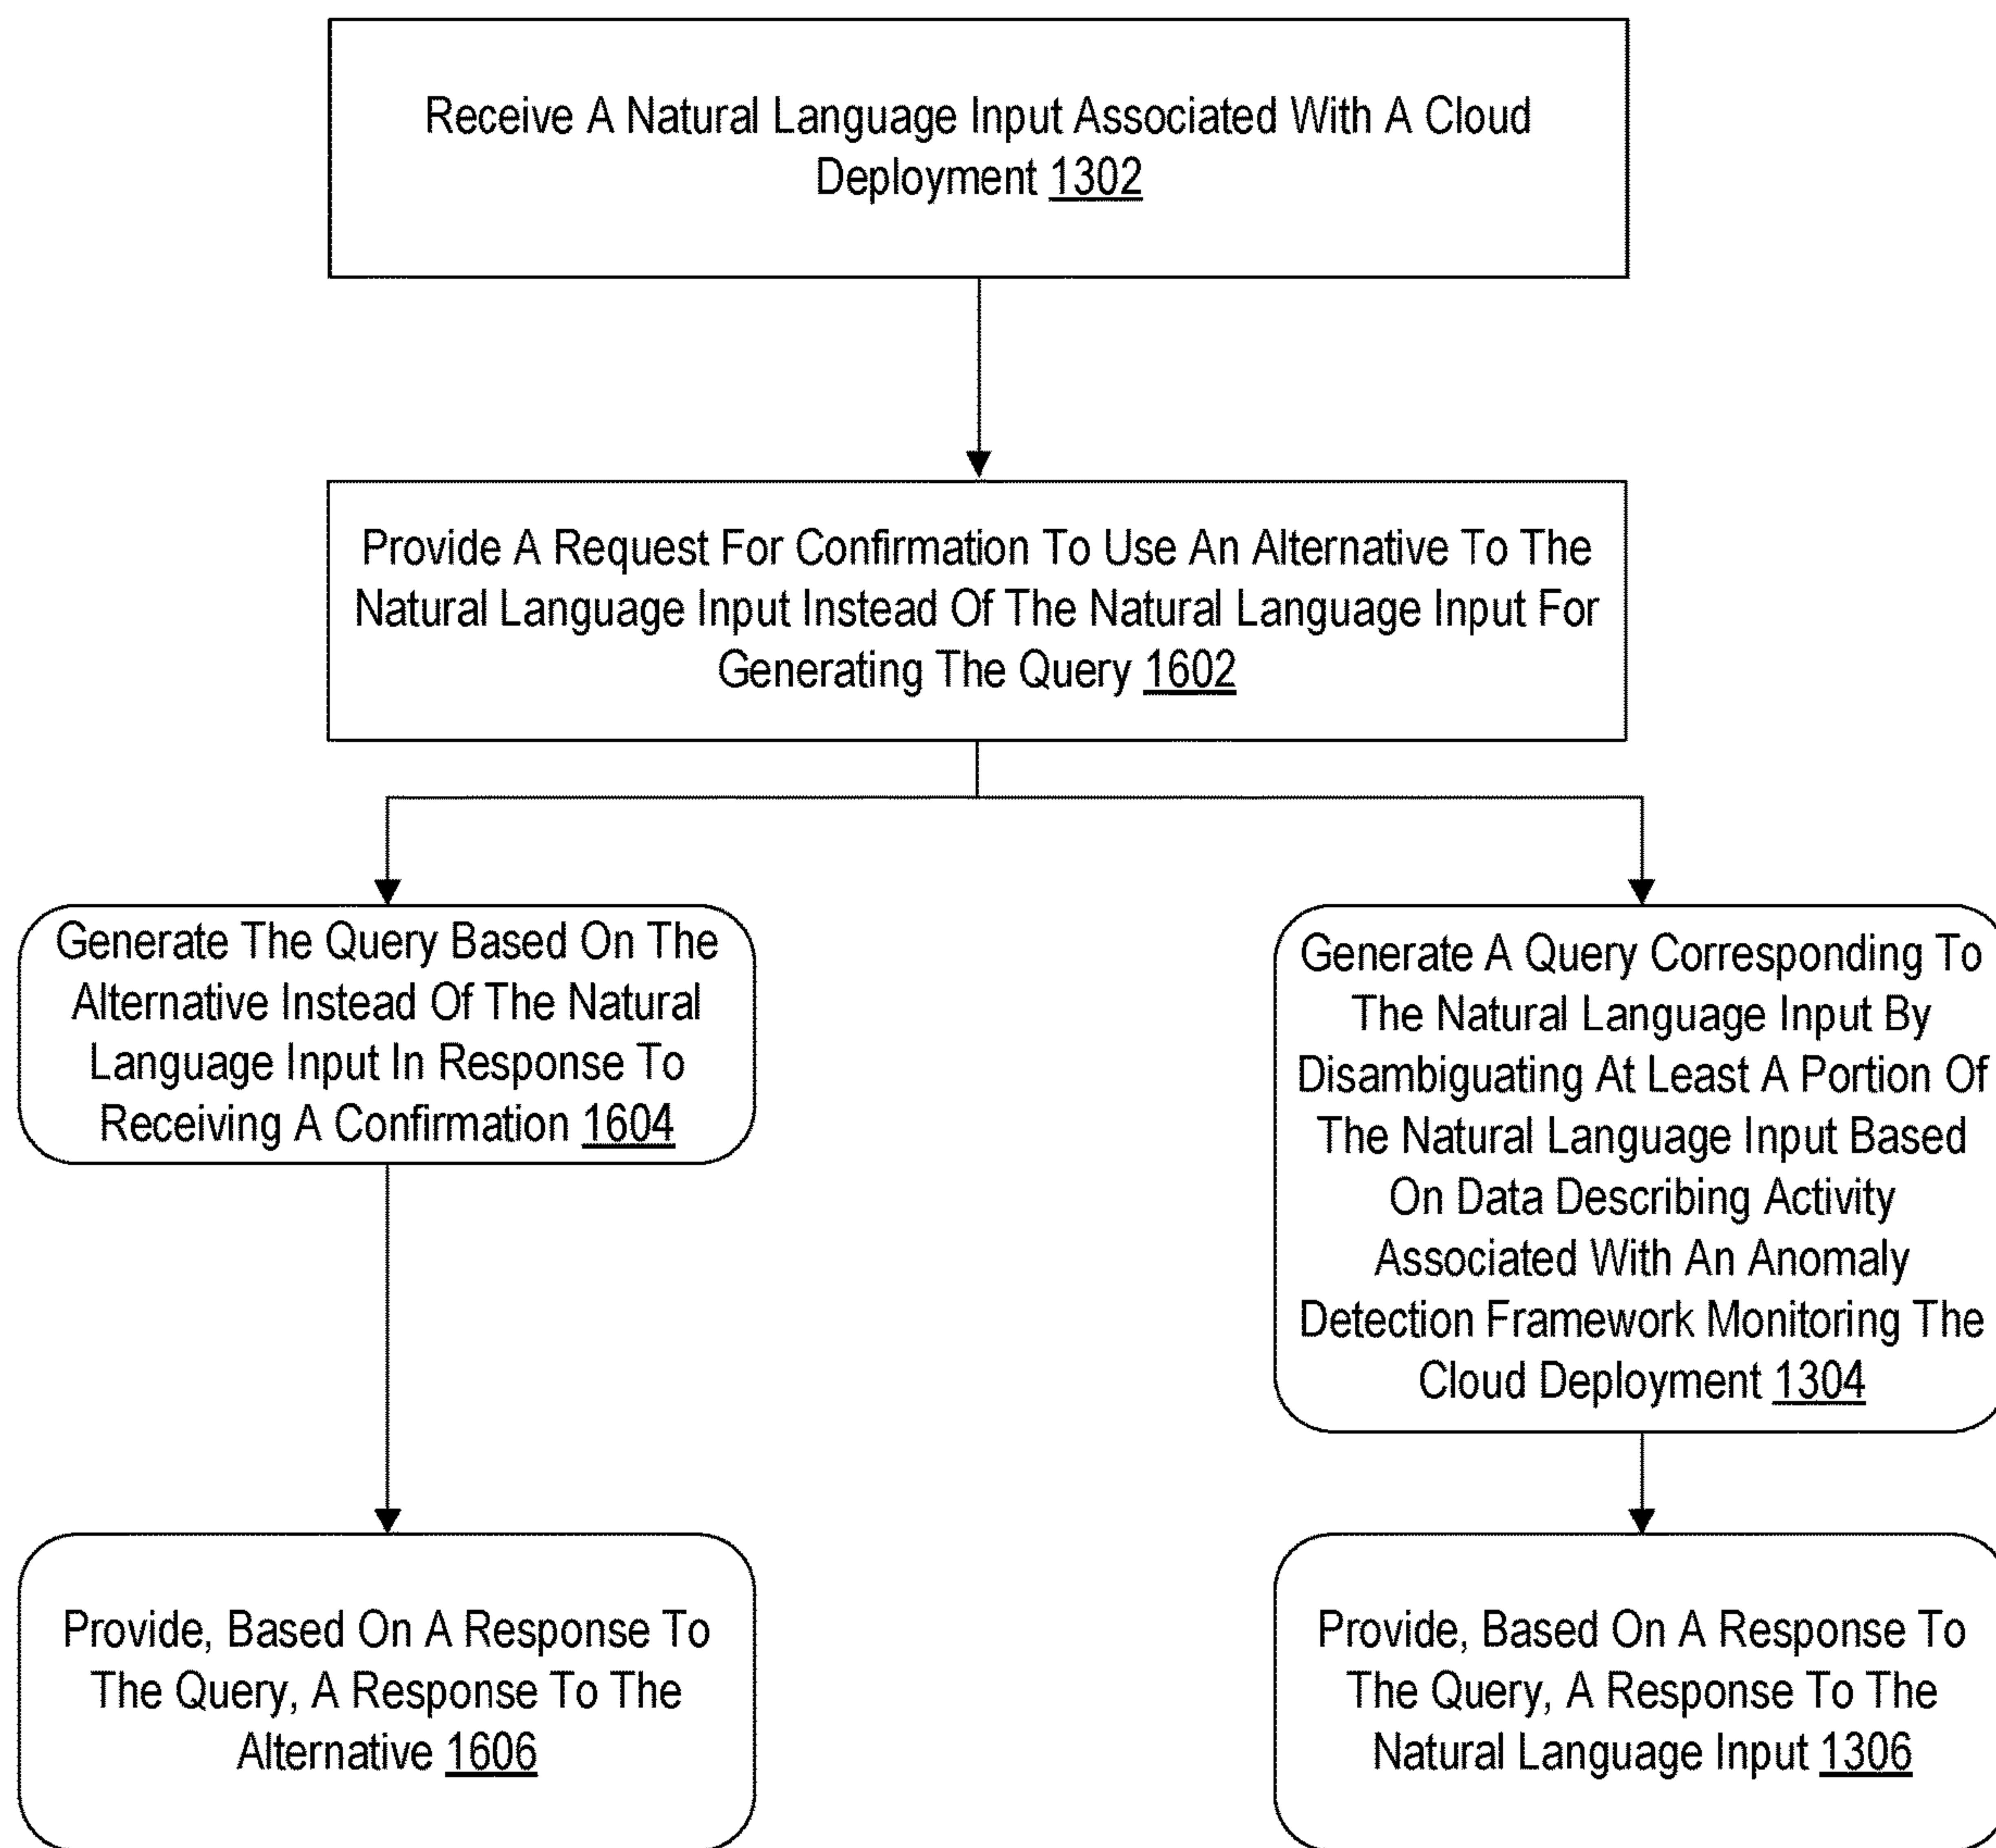 Receive A Natural Language Input Associated With A Cloud
Deployment 1302
Provide A Request For Confirmation To Use An Alternative To The
Natural Language Input Instead Of The Natural Language Input For
Generating The Query 1602
Generate The Query Based On The
Alternative Instead Of The Natural
Language Input In Response To
Receiving A Confirmation 1604
Generate A Query Corresponding To
The Natural Language Input By
Disambiguating At Least A Portion Of
The Natural Language Input Based
On Data Describing Activity
Associated With An Anomaly
Detection Framework Monitoring The
Cloud Deployment 1304
Provide, Based On A Response To
The Query, A Response To The
Alternative 1606
Provide, Based On A Response To
The Query, A Response To The
Natural Language Input 1306